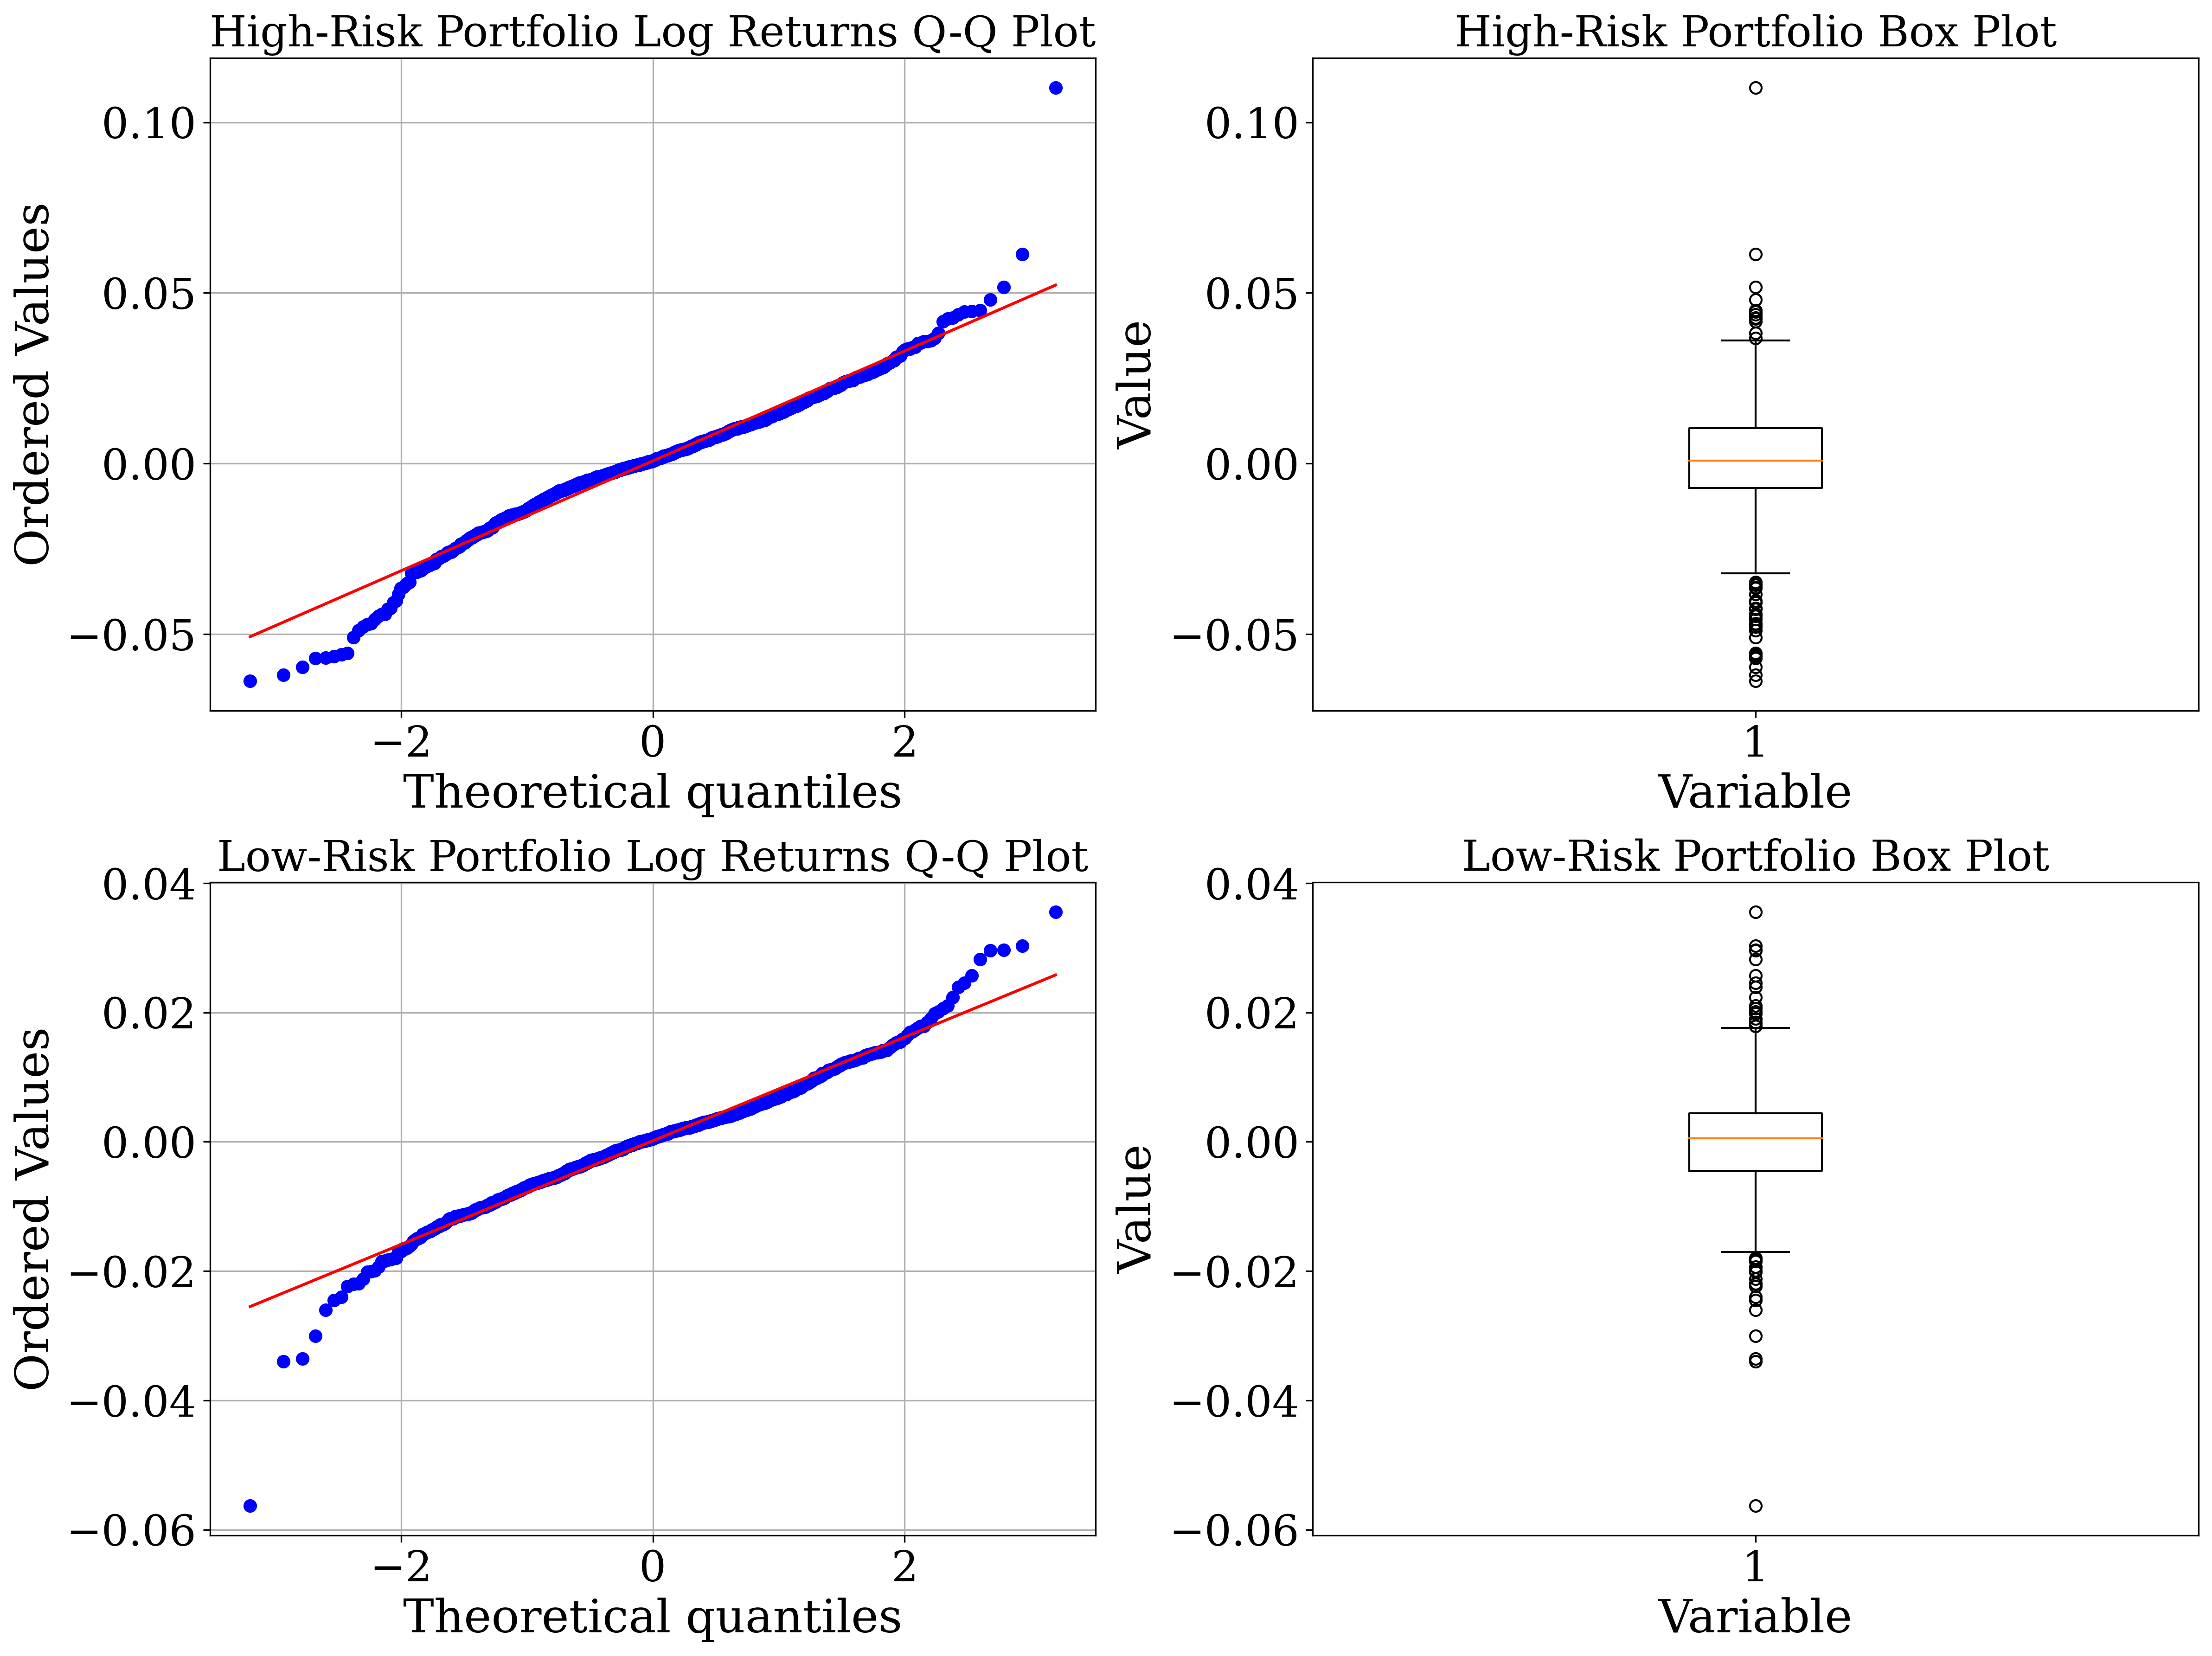 High-Risk Portfolio Log Returns Q-Q Plot
0.10
0.05
0.00
−0.05
Ordered Values
−2 0 2
Theoretical quantiles
High-Risk Portfolio Box Plot
0.10
0.05
0.00
−0.05
Value
1
Variable
Low-Risk Portfolio Log Returns Q-Q Plot
0.04
0.02
0.00
−0.02
−0.04
−0.06
Ordered Values
−2 0 2
Theoretical quantiles
Low-Risk Portfolio Box Plot
0.04
0.02
0.00
−0.02
−0.04
−0.06
Value
1
Variable